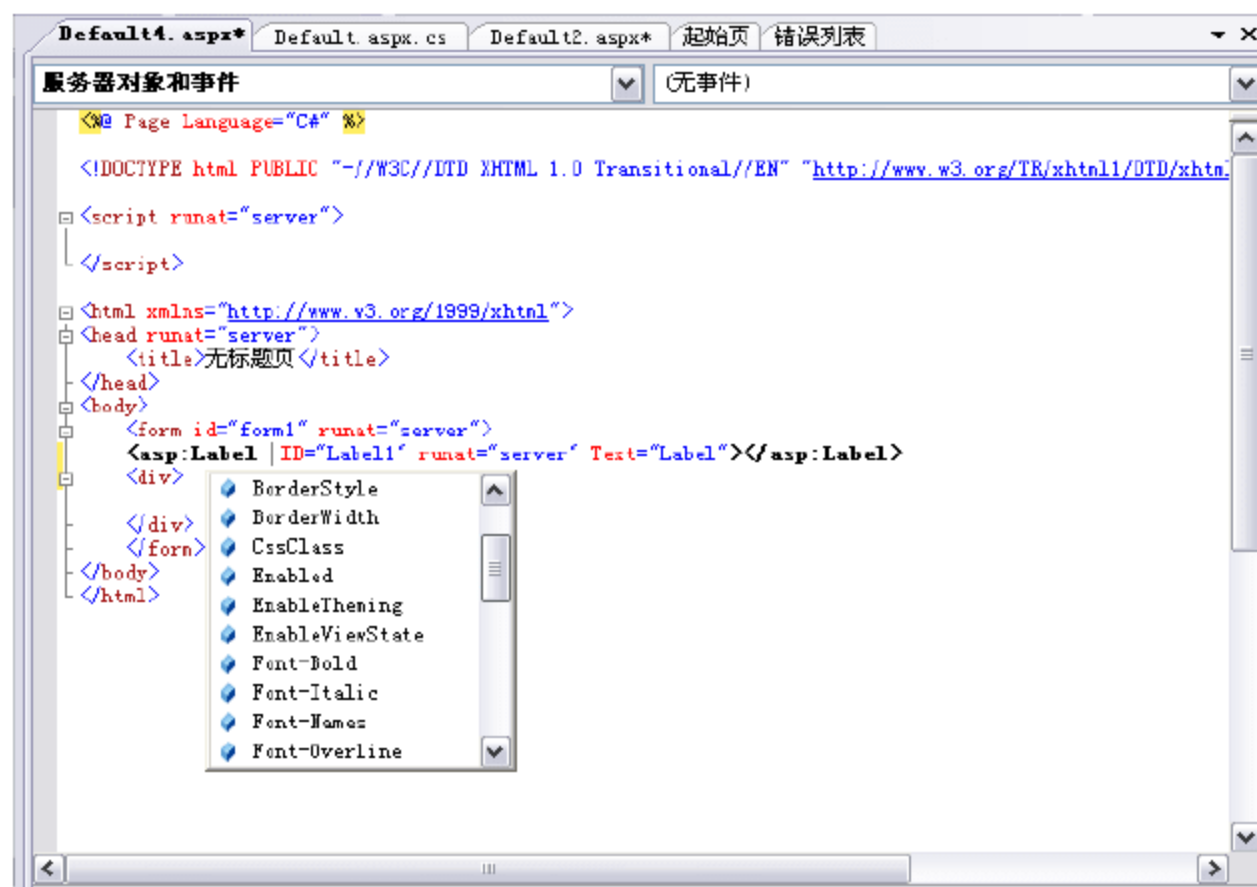 Default4.aspx* Default.aspx.cs Default2.aspx* 起始页 错误列表
服务器对象和事件 (无事件)
<%@ Page Language="C#" %>
<!DOCTYPE html PUBLIC "-//W3C//DTD XHTML 1.0 Transitional//EN" "http://www.w3.org/TR/xhtml1/DTD/xhtm
<script runat="server">
</script>
<html xmlns="http://www.w3.org/1999/xhtml">
<head runat="server">
<title>无标题页</title>
</head>
<body>
<form id="form1" runat="server">
<asp:Label ID="Label1" runat="server" Text="Label"></asp:Label>
<div>
BorderStyle
BorderWidth
</div>
</form>
CssClass
Enabled
</body>
</html>
EnableTheming
EnableViewState
Font-Bold
Font-Italic
Font-Names
Font-Overline